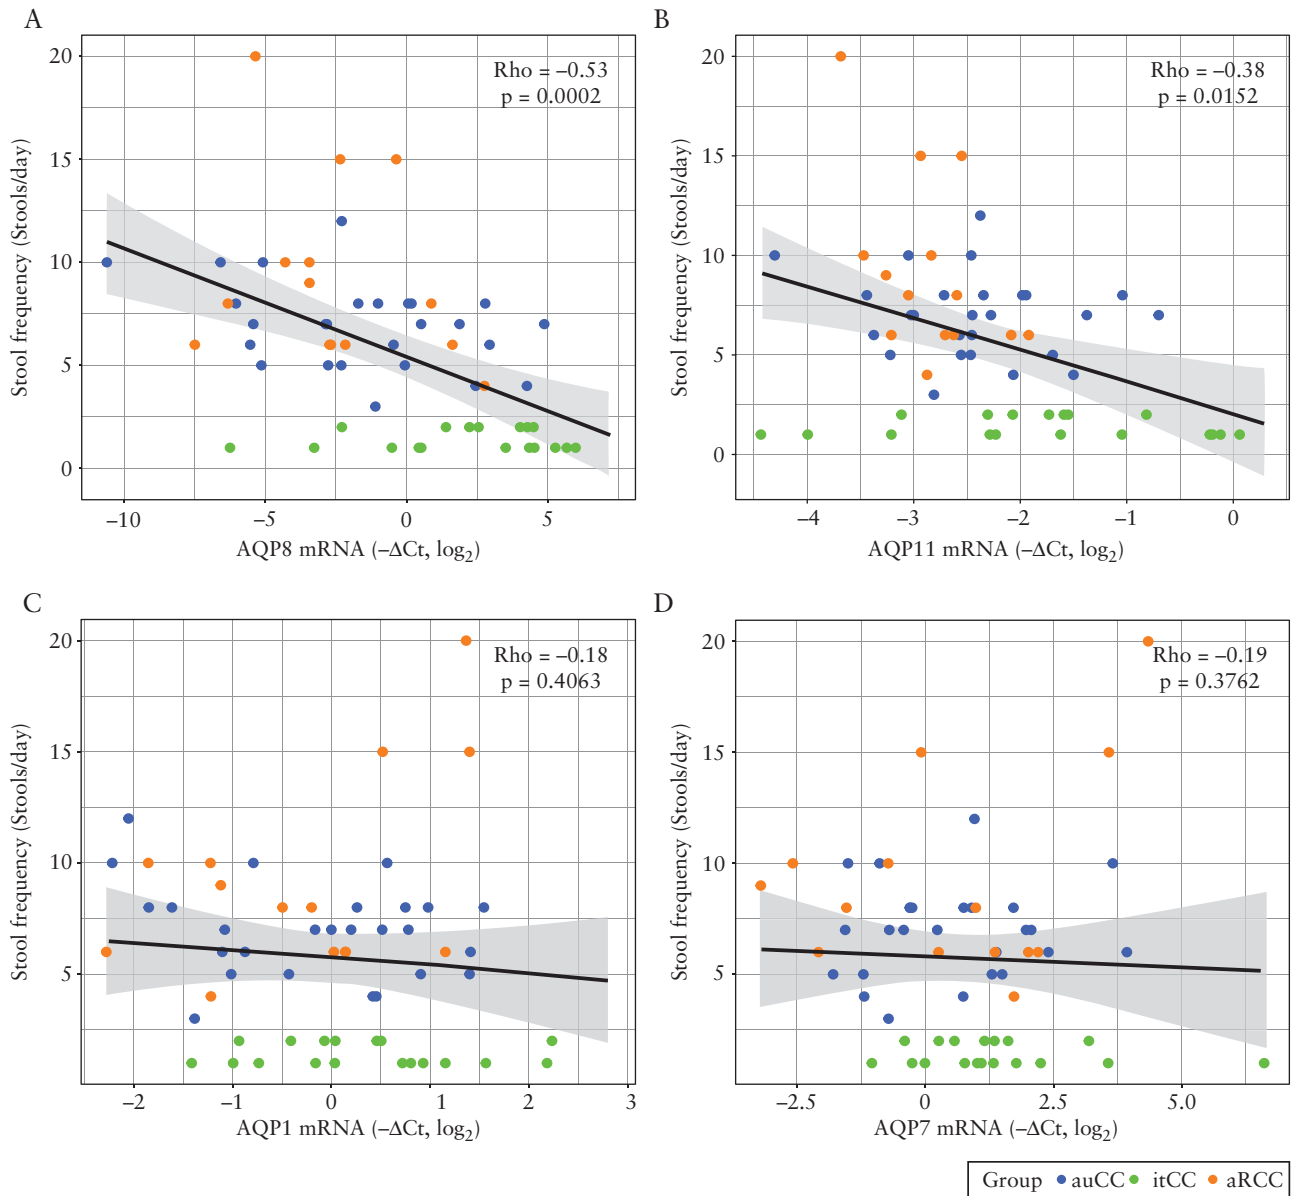 A
Rho = –0.53
p = 0.0002
20
15
10
5
0
Stool frequency (Stools/day)
–10 –5 0 5
AQP8 mRNA (–ΔCt, log2)
B
Rho = –0.38
p = 0.0152
20
15
10
5
0
Stool frequency (Stools/day)
–4 –3 –2 –1 0
AQP11 mRNA (–ΔCt, log2)
C
Rho = –0.18
p = 0.4063
20
15
10
5
Stool frequency (Stools/day)
–2 –1 0 1 2 3
AQP1 mRNA (–ΔCt, log2)
D
Rho = –0.19
p = 0.3762
20
15
10
5
Stool frequency (Stools/day)
–2.5 0 2.5 5.0
AQP7 mRNA (–ΔCt, log2)
Group auCC itCC aRCC